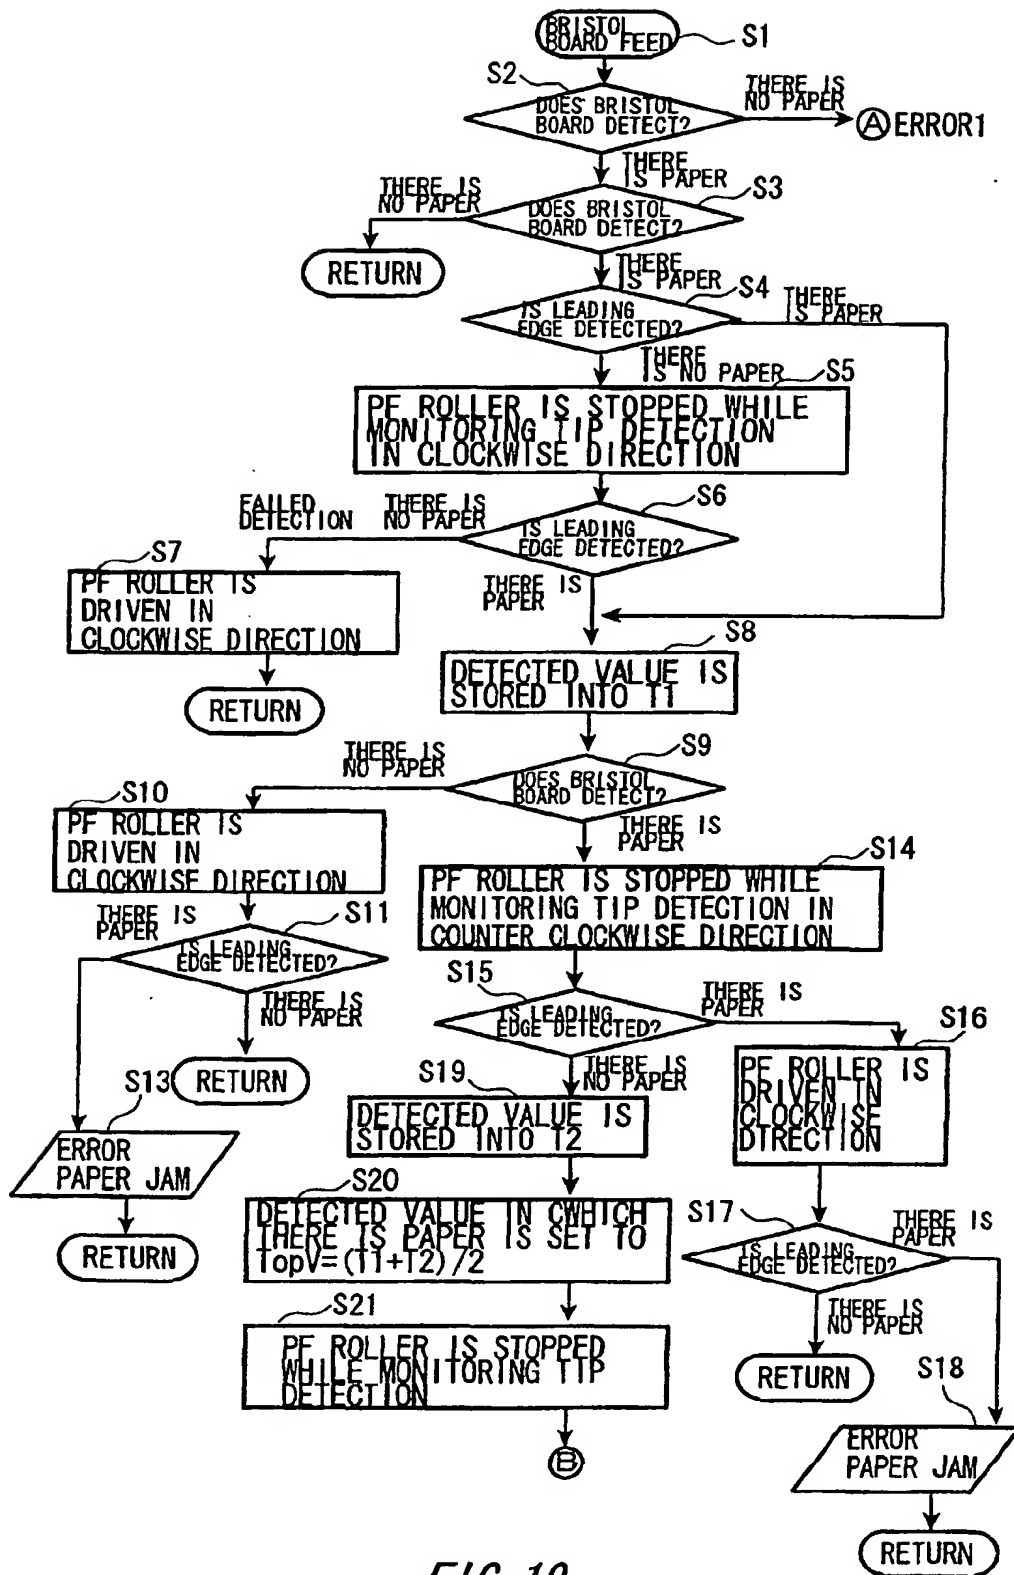 BRISTOL
BOARD FEED
S1
S2
DOES BRISTOL
BOARD DETECT?
THERE IS
NO PAPER
A ERROR1
THERE
IS PAPER
S3
THERE IS
NO PAPER
DOES BRISTOL
BOARD DETECT?
RETURN
THERE
IS PAPER
S4
THERE
IS PAPER
IS LEADING
EDGE DETECTED?
THERE
IS NO PAPER
S5
PF ROLLER IS STOPPED WHILE
MONITORING TIP DETECTION
IN CLOCKWISE DIRECTION
S6
FAILED
DETECTION
THERE IS
NO PAPER
IS LEADING
EDGE DETECTED?
S7
THERE IS
PAPER
PF ROLLER IS
DRIVEN IN
CLOCKWISE DIRECTION
RETURN
S8
DETECTED VALUE IS
STORED INTO T1
S9
THERE IS
NO PAPER
DOES BRISTOL
BOARD DETECT?
S10
PF ROLLER IS
DRIVEN IN
CLOCKWISE DIRECTION
THERE IS
PAPER
S14
PF ROLLER IS STOPPED WHILE
MONITORING TIP DETECTION IN
COUNTER CLOCKWISE DIRECTION
THERE IS
PAPER
S11
IS LEADING
EDGE DETECTED?
THERE IS
NO PAPER
RETURN
S13
ERROR
PAPER JAM
RETURN
S15
IS LEADING
EDGE DETECTED?
THERE IS
PAPER
S16
PF ROLLER IS
DRIVEN IN
CLOCKWISE
DTRECTION
THERE IS
NO PAPER
S19
DETECTED VALUE IS
STORED INTO T2
S20
DETECTED VALUE IN CWHICH
THERE IS PAPER IS SET TO
TopV=(T1+T2)/2
S17
IS LEADING
EDGE DETECTED?
THERE IS
PAPER
THERE IS
NO PAPER
RETURN
S21
PF ROLLER IS STOPPED
WHILE MONITORING TIP
DETECTION
B
S18
ERROR
PAPER JAM
RETURN